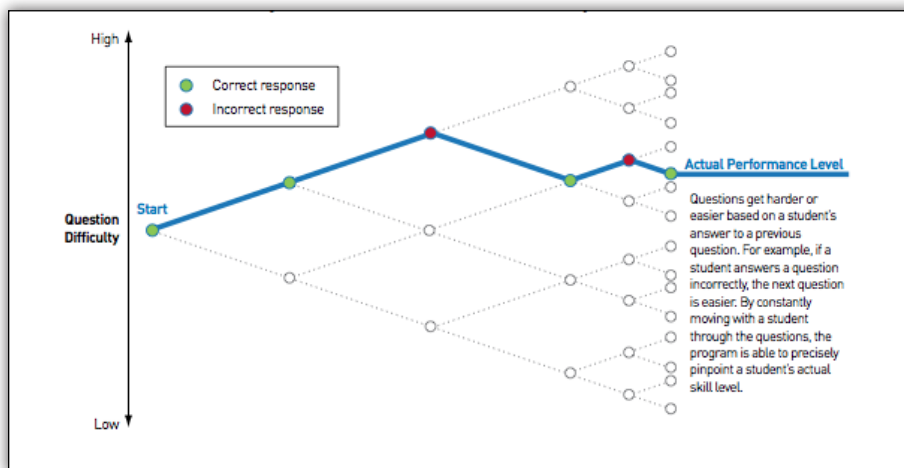 High
Correct response
Incorrect response
Start
Question
Difficulty
Actual Performance Level
Questions get harder or
easier based on a student's
answer to a previous
question. For example, if a
student answers a question
incorrectly, the next question
is easier. By constantly
moving with a student
through the questions, the
program is able to precisely
pinpoint a student's actual
skill level.
Low